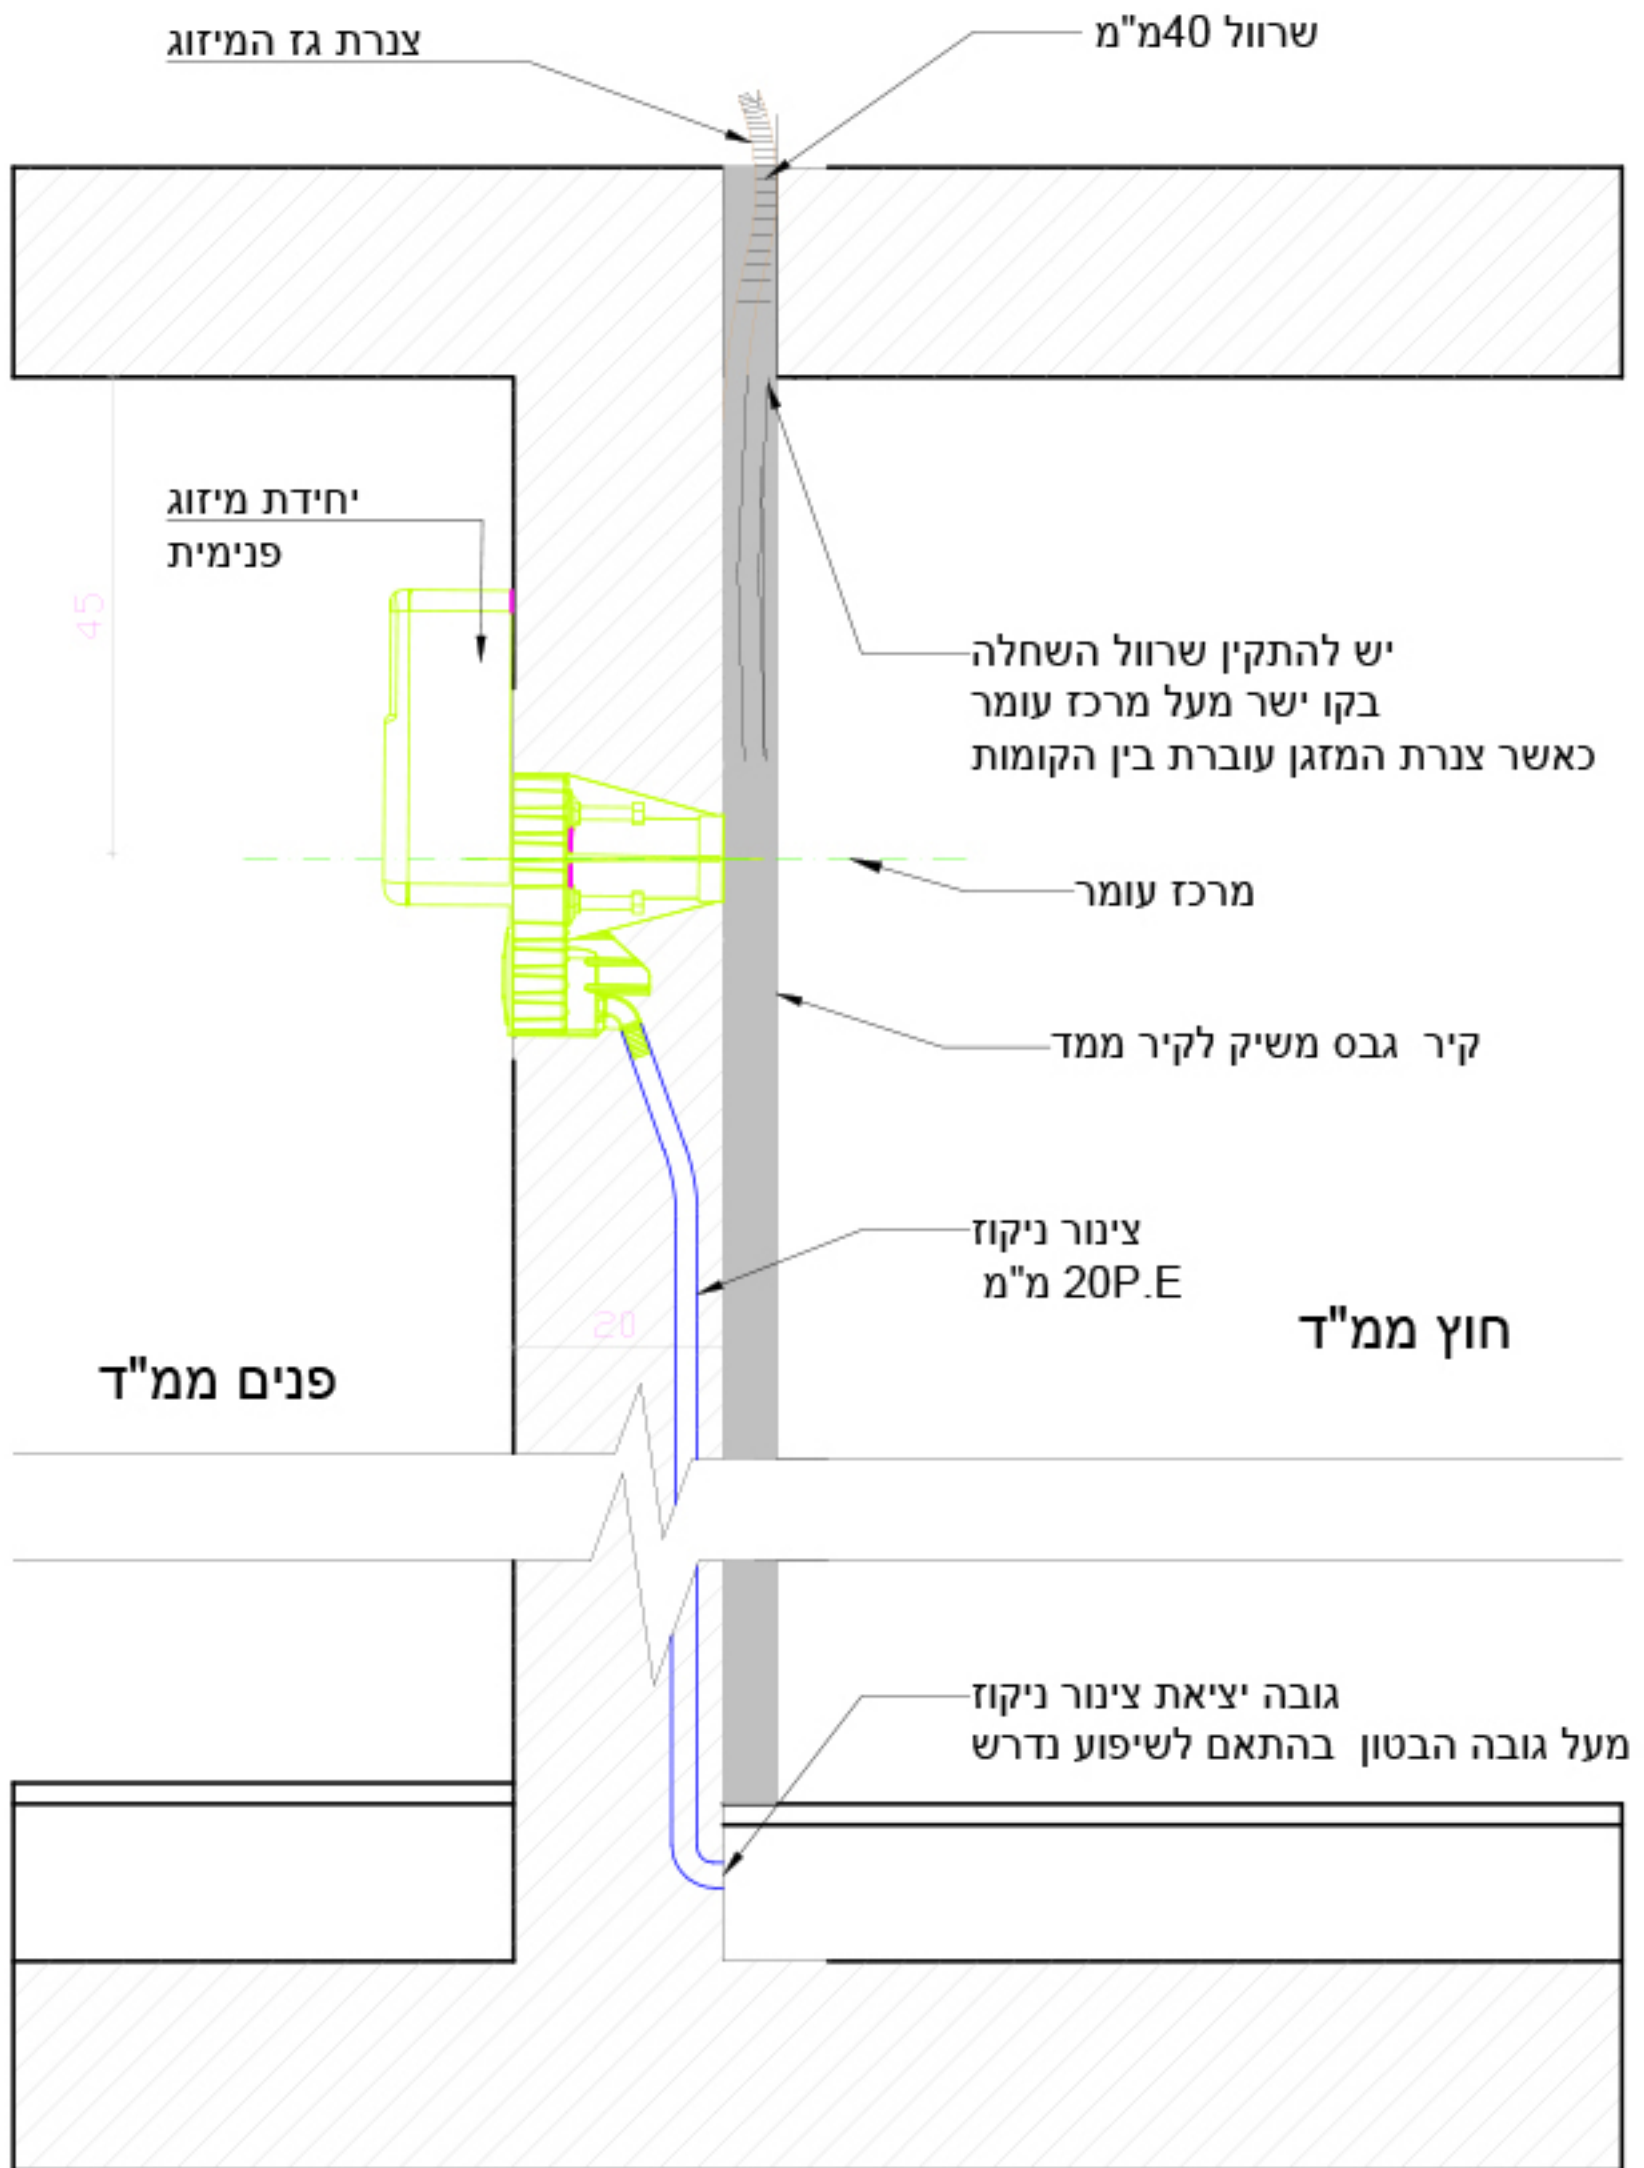 צנרת גז המיזוג
שרוול 40מ"מ
יחידת מיזוג
פנימית
45
יש להתקין שרוול השחלה
בקו ישר מעל מרכז עומר
כאשר צנרת המזגן עוברת בין הקומות
מרכז עומר
קיר גבס משיק לקיר ממד
צינור ניקוז
20P.E מ"מ
20
חוץ ממ"ד
פנים ממ"ד
גובה יציאת צינור ניקוז
מעל גובה הבטון בהתאם לשיפוע נדרש